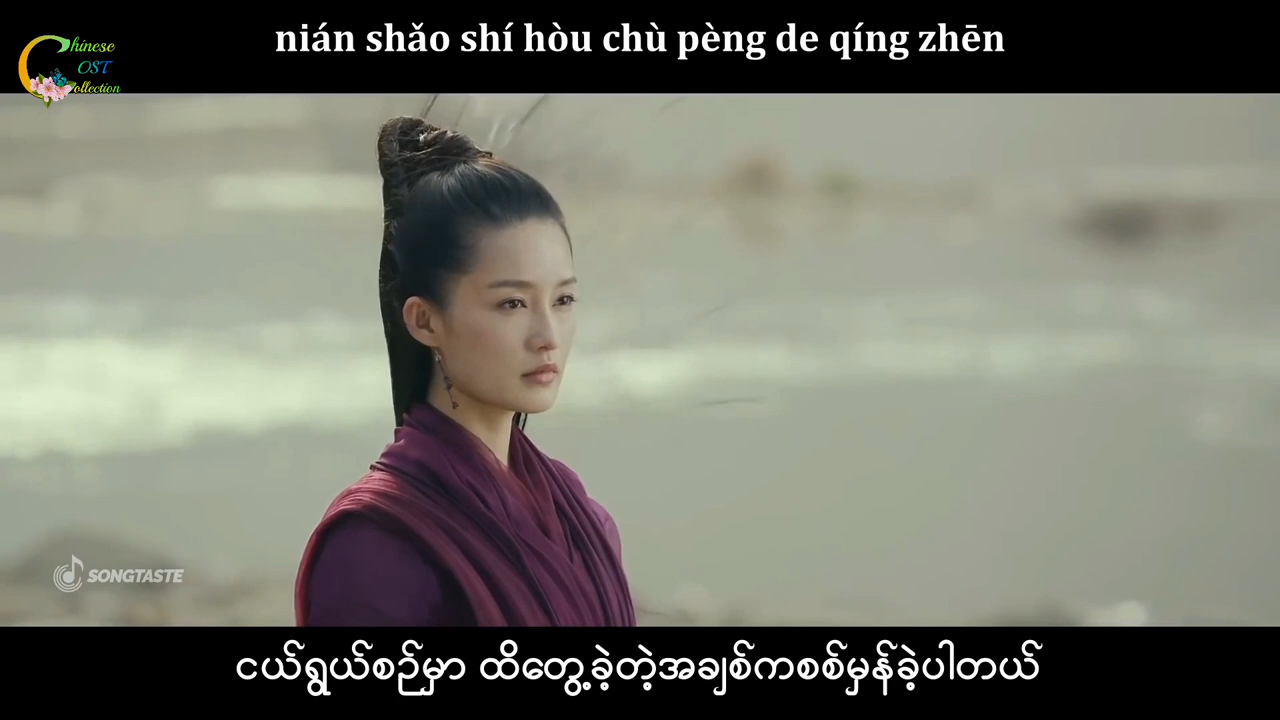 nián shǎo shí hòu chù pèng de qíng zhēn
Chinese
OST
Collection
SONGTASTE
ငယ်ရွယ်စဉ်မှာ ထိတွေ့ခဲ့တဲ့အချစ်ကစစ်မှန်ခဲ့ပါတယ်